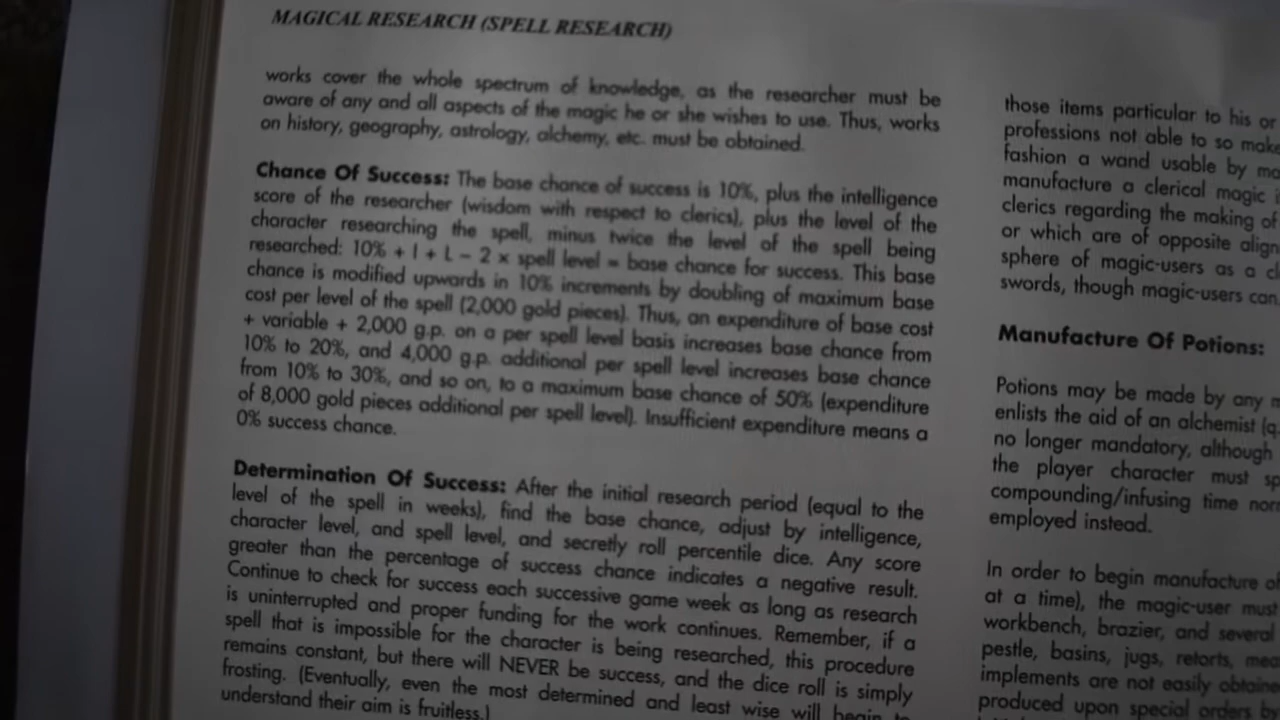 MAGICAL RESEARCH (SPELL RESEARCH)
works cover the whole spectrum of knowledge, as the researcher must be
aware of any and all aspects of the magic he or she wishes to use. Thus, works
on history, geography, astrology, alchemy, etc. must be obtained.
Chance Of Success: The base chance of success is 10%, plus the intelligence
score of the researcher (wisdom with respect to clerics), plus the level of the
character researching the spell, minus twice the level of the spell being
researched: 10% + I + L – 2 × spell level = base chance for success. This base
chance is modified upwards in 10% increments by doubling of maximum base
cost per level of the spell (2,000 gold pieces). Thus, an expenditure of base cost
+ variable + 2,000 g.p. on a per spell level basis increases base chance from
10% to 20%, and 4,000 g.p. additional per spell level increases base chance
from 10% to 30%, and so on, to a maximum base chance of 50% (expenditure
of 8,000 gold pieces additional per spell level). Insufficient expenditure means a
0% success chance.
Determination Of Success: After the initial research period (equal to the
level of the spell in weeks), find the base chance, adjust by intelligence,
character level, and spell level, and secretly roll percentile dice. Any score
greater than the percentage of success chance indicates a negative result.
Continue to check for success each successive game week as long as research
is uninterrupted and proper funding for the work continues. Remember, if a
spell that is impossible for the character is being researched, this procedure
remains constant, but there will NEVER be success, and the dice roll is simply
frosting. (Eventually, even the most determined and least wise will begin to
understand their aim is fruitless.)
those items particular to his or
professions not able to so make
fashion a wand usable by
manufacture a clerical magic
clerics regarding the making of
or which are of opposite
sphere of magic-users as a
swords, though magic-users can
Manufacture Of Potions:
Potions may be made by any
enlists the aid of an alchemist
no longer mandatory, although
the player character must
compounding/infusing time
employed instead.
In order to begin manufacture
at a time), the magic-user must
workbench, brazier, and several
pestle, basins, jugs, retorts,
implements are not easily
produced upon special orders